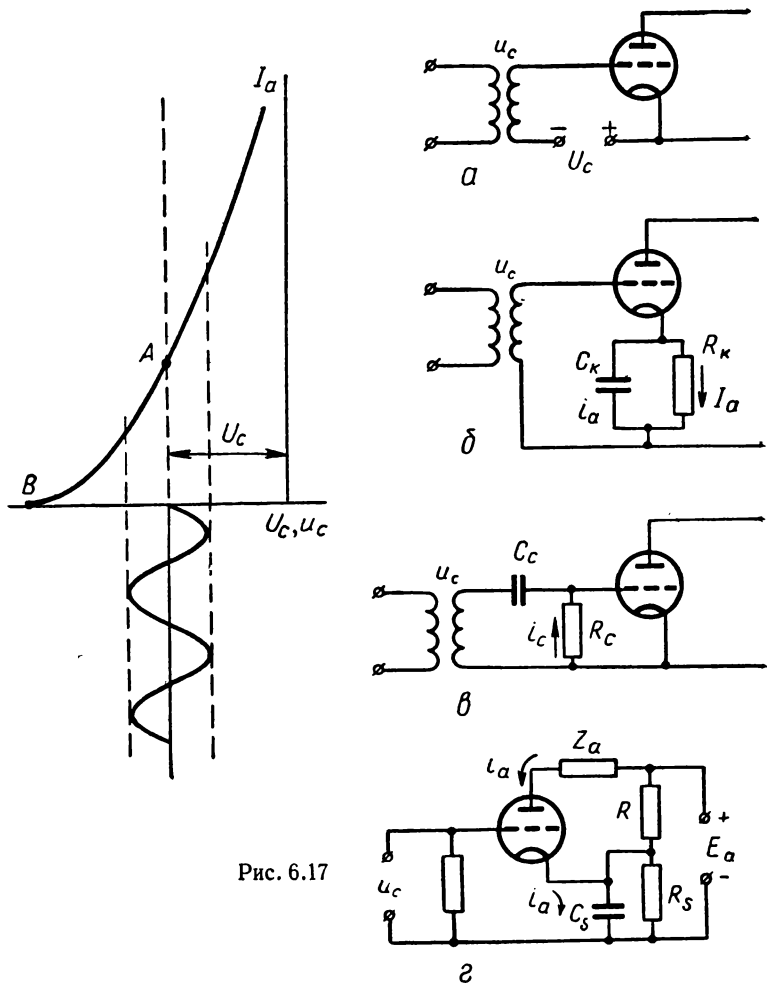 I_a
A
U_c
B
U_c, u_c
u_c
− +
U_c
а
u_c
C_к
R_к
i_a
I_a
б
C_c
u_c
i_c
R_c
в
Z_a
i_a
R
+
E_a
−
u_c
i_a
C_s
R_s
г
Рис. 6.17